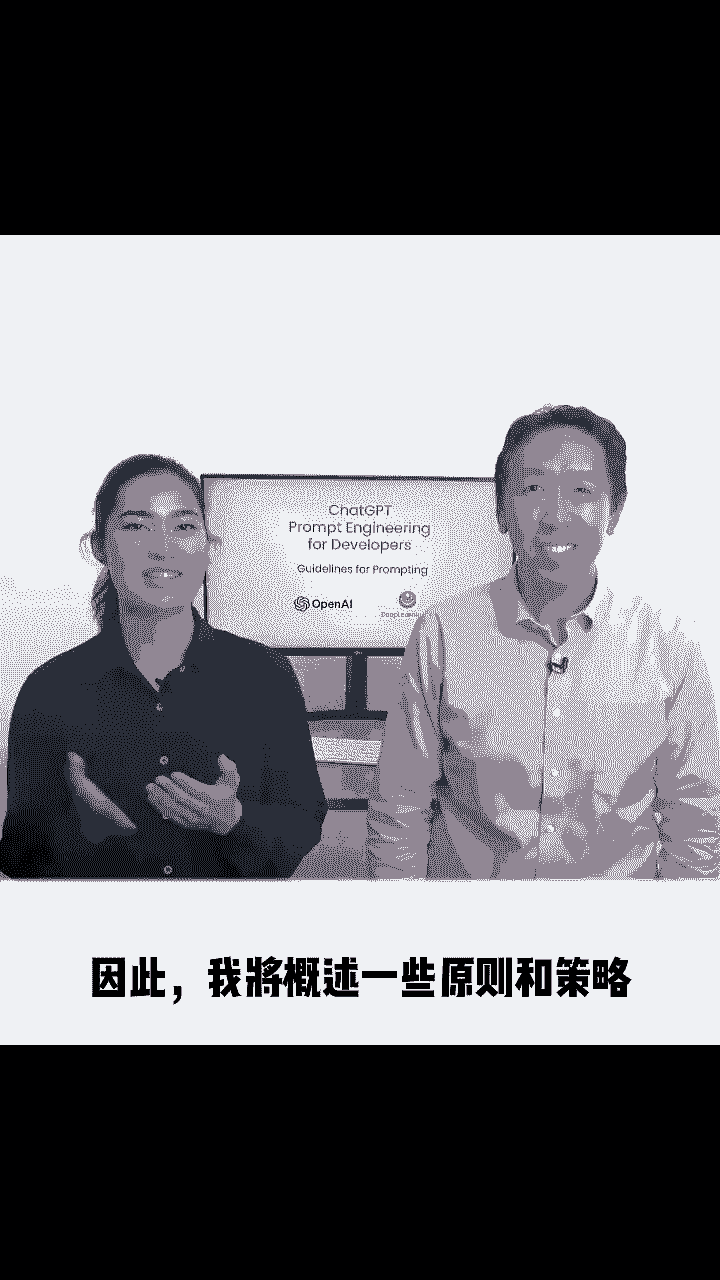 ChatGPT
Prompt Engineering
for Developers
Guidelines for Prompting
OpenAI
因此，我將概述一些原则和策略